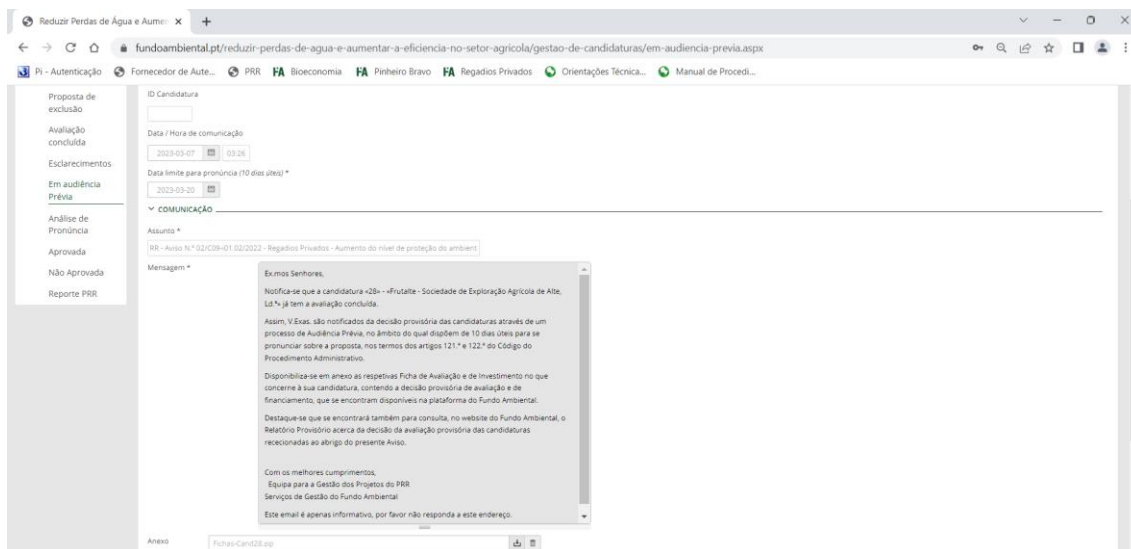 Reduzir Perdas de Água e Aumen
fundoambiental.pt/reduzir-perdas-de-agua-e-aumentar-a-eficiencia-no-setor-agricola/gestao-de-candidaturas/em-audiencia-previa.aspx
Pi - Autenticação Fornecedor de Aute... PRR FA Bioeconomia FA Pinheiro Bravo FA Regadios Privados Orientações Técnica... Manual de Procedi...
Proposta de
exclusão
Avaliação
concluída
Esclarecimentos
Em audiência
Prévia
Análise de
Pronúncia
Aprovada
Não Aprovada
Reporte PRR
ID Candidatura
Data / Hora de comunicação
2023-03-07 03:26
Data limite para pronúncia (10 dias úteis) *
2023-03-20
COMUNICAÇÃO
Assunto *
RR - Aviso N.º 02/C09-i01.02/2022 - Regadios Privados - Aumento do nível de proteção do ambient
Mensagem *
Ex.mos Senhores,
Notifica-se que a candidatura «28» - «Frutalte - Sociedade de Exploração Agrícola de Alte,
Ld.ª» já tem a avaliação concluída.
Assim, V.Exas. são notificados da decisão provisória das candidaturas através de um
processo de Audiência Prévia, no âmbito do qual dispõem de 10 dias úteis para se
pronunciar sobre a proposta, nos termos dos artigos 121.º e 122.º do Código do
Procedimento Administrativo.
Disponibiliza-se em anexo as respetivas Ficha de Avaliação e de Investimento no que
concerne à sua candidatura, contendo a decisão provisória de avaliação e de
financiamento, que se encontram disponíveis na plataforma do Fundo Ambiental.
Destaque-se que se encontrará também para consulta, no website do Fundo Ambiental, o
Relatório Provisório acerca da decisão da avaliação provisória das candidaturas
rececionadas ao abrigo do presente Aviso.
Com os melhores cumprimentos,
Equipa para a Gestão dos Projetos do PRR
Serviços de Gestão do Fundo Ambiental
Este email é apenas informativo, por favor não responda a este endereço.
Anexo
Fichas-Cand28.zip